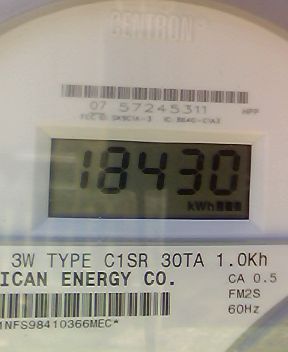 CENTRON
07 57245311
18430
kWh
3W TYPE C1SR 30TA 1.0Kh
ICAN ENERGY CO.
CA 0.5
FM2S
60Hz
1NFS98410366MEC*